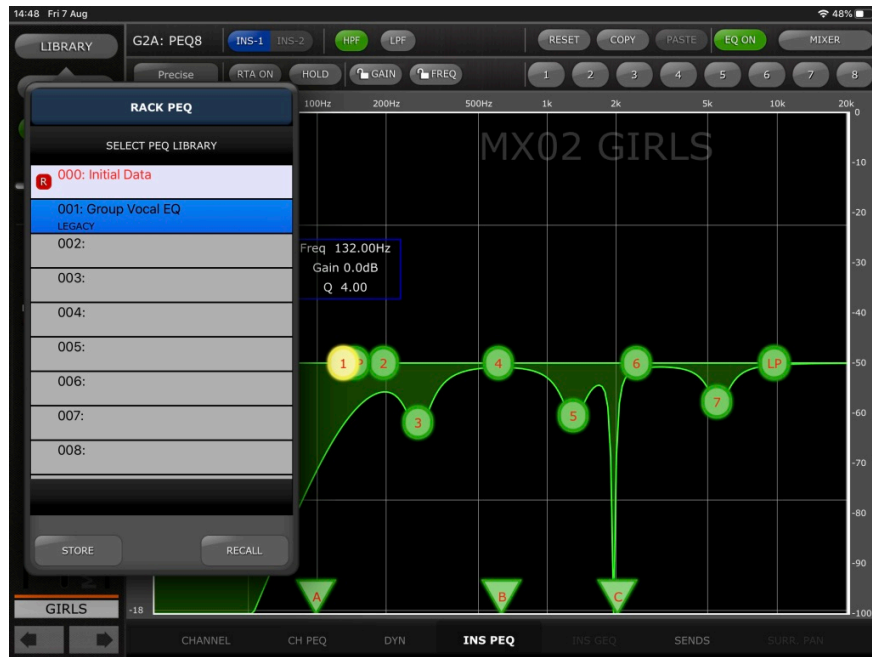 14:48 Fri 7 Aug
48%
LIBRARY
G2A: PEQ8
INS-1 INS-2
HPF LPF
RESET COPY PASTE EQ ON MIXER
Precise RTA ON HOLD GAIN FREQ
1 2 3 4 5 6 7 8
100Hz 200Hz 500Hz 1k 2k 5k 10k 20k
MX02 GIRLS
RACK PEQ
SELECT PEQ LIBRARY
R 000: Initial Data
001: Group Vocal EQ
LEGACY
002:
003:
004:
005:
006:
007:
008:
STORE RECALL
Freq 132.00Hz
Gain 0.0dB
Q 4.00
1 2 3 4 5 6 7 LP
A B C
0
-10
-20
-30
-40
-50
-60
-70
-80
-90
-100
-18
GIRLS
CHANNEL CH PEQ DYN INS PEQ INS GEQ SENDS SURR. PAN